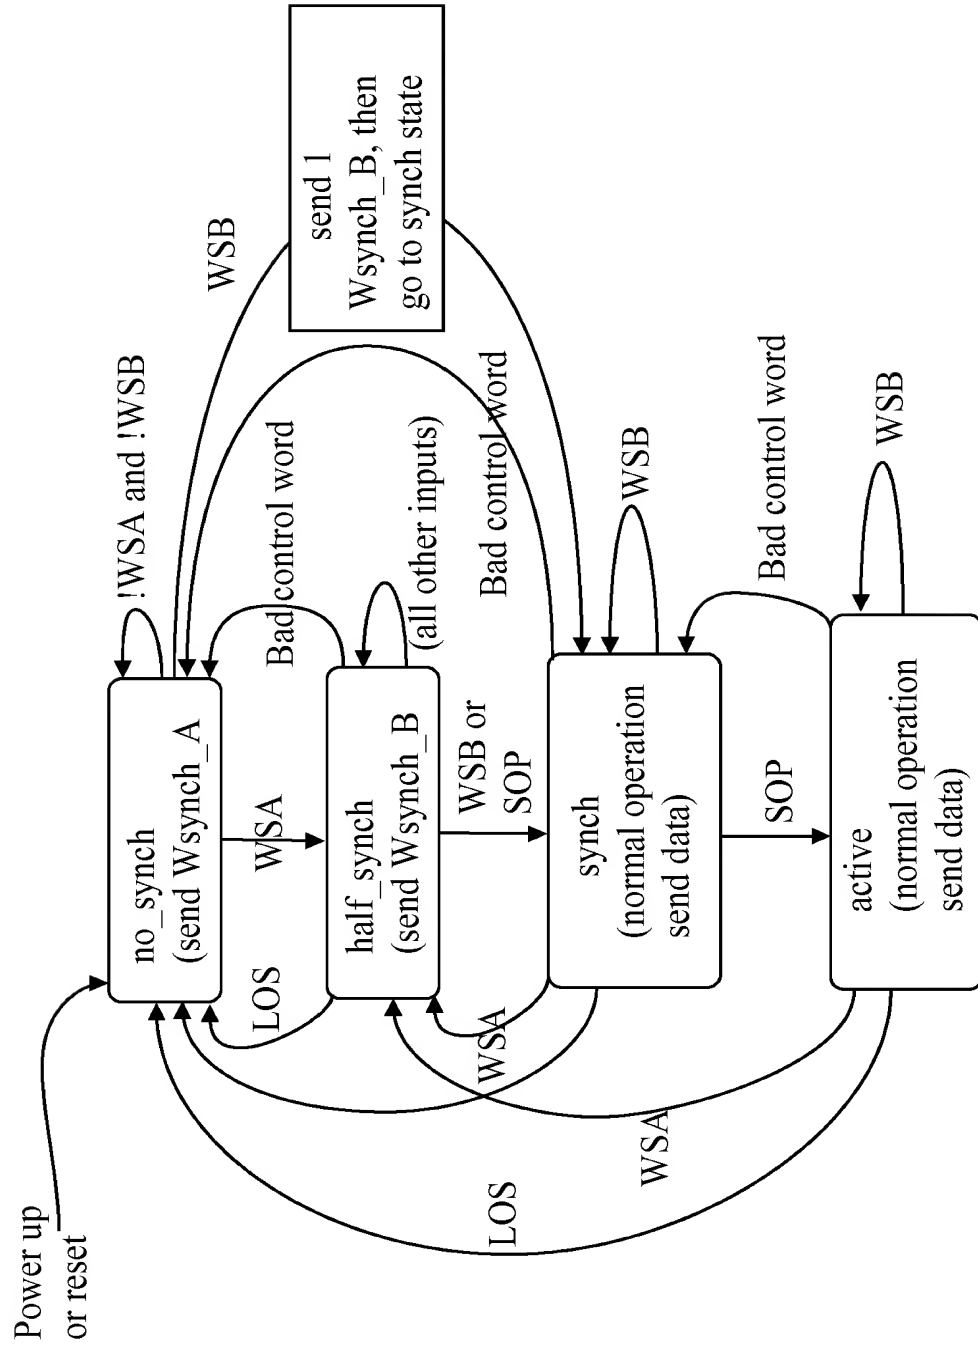 Power up
or reset
no_synch
(send Wsynch_A)
!WSA and !WSB
WSB
send 1
Wsynch_B, then
go to synch state
WSA
LOS
Bad control word
half_synch
(send Wsynch_B)
(all other inputs)
WSB or
SOP
WSA
Bad control word
synch
(normal operation
send data)
WSB
LOS
WSA
SOP
Bad control word
active
(normal operation
send data)
WSB